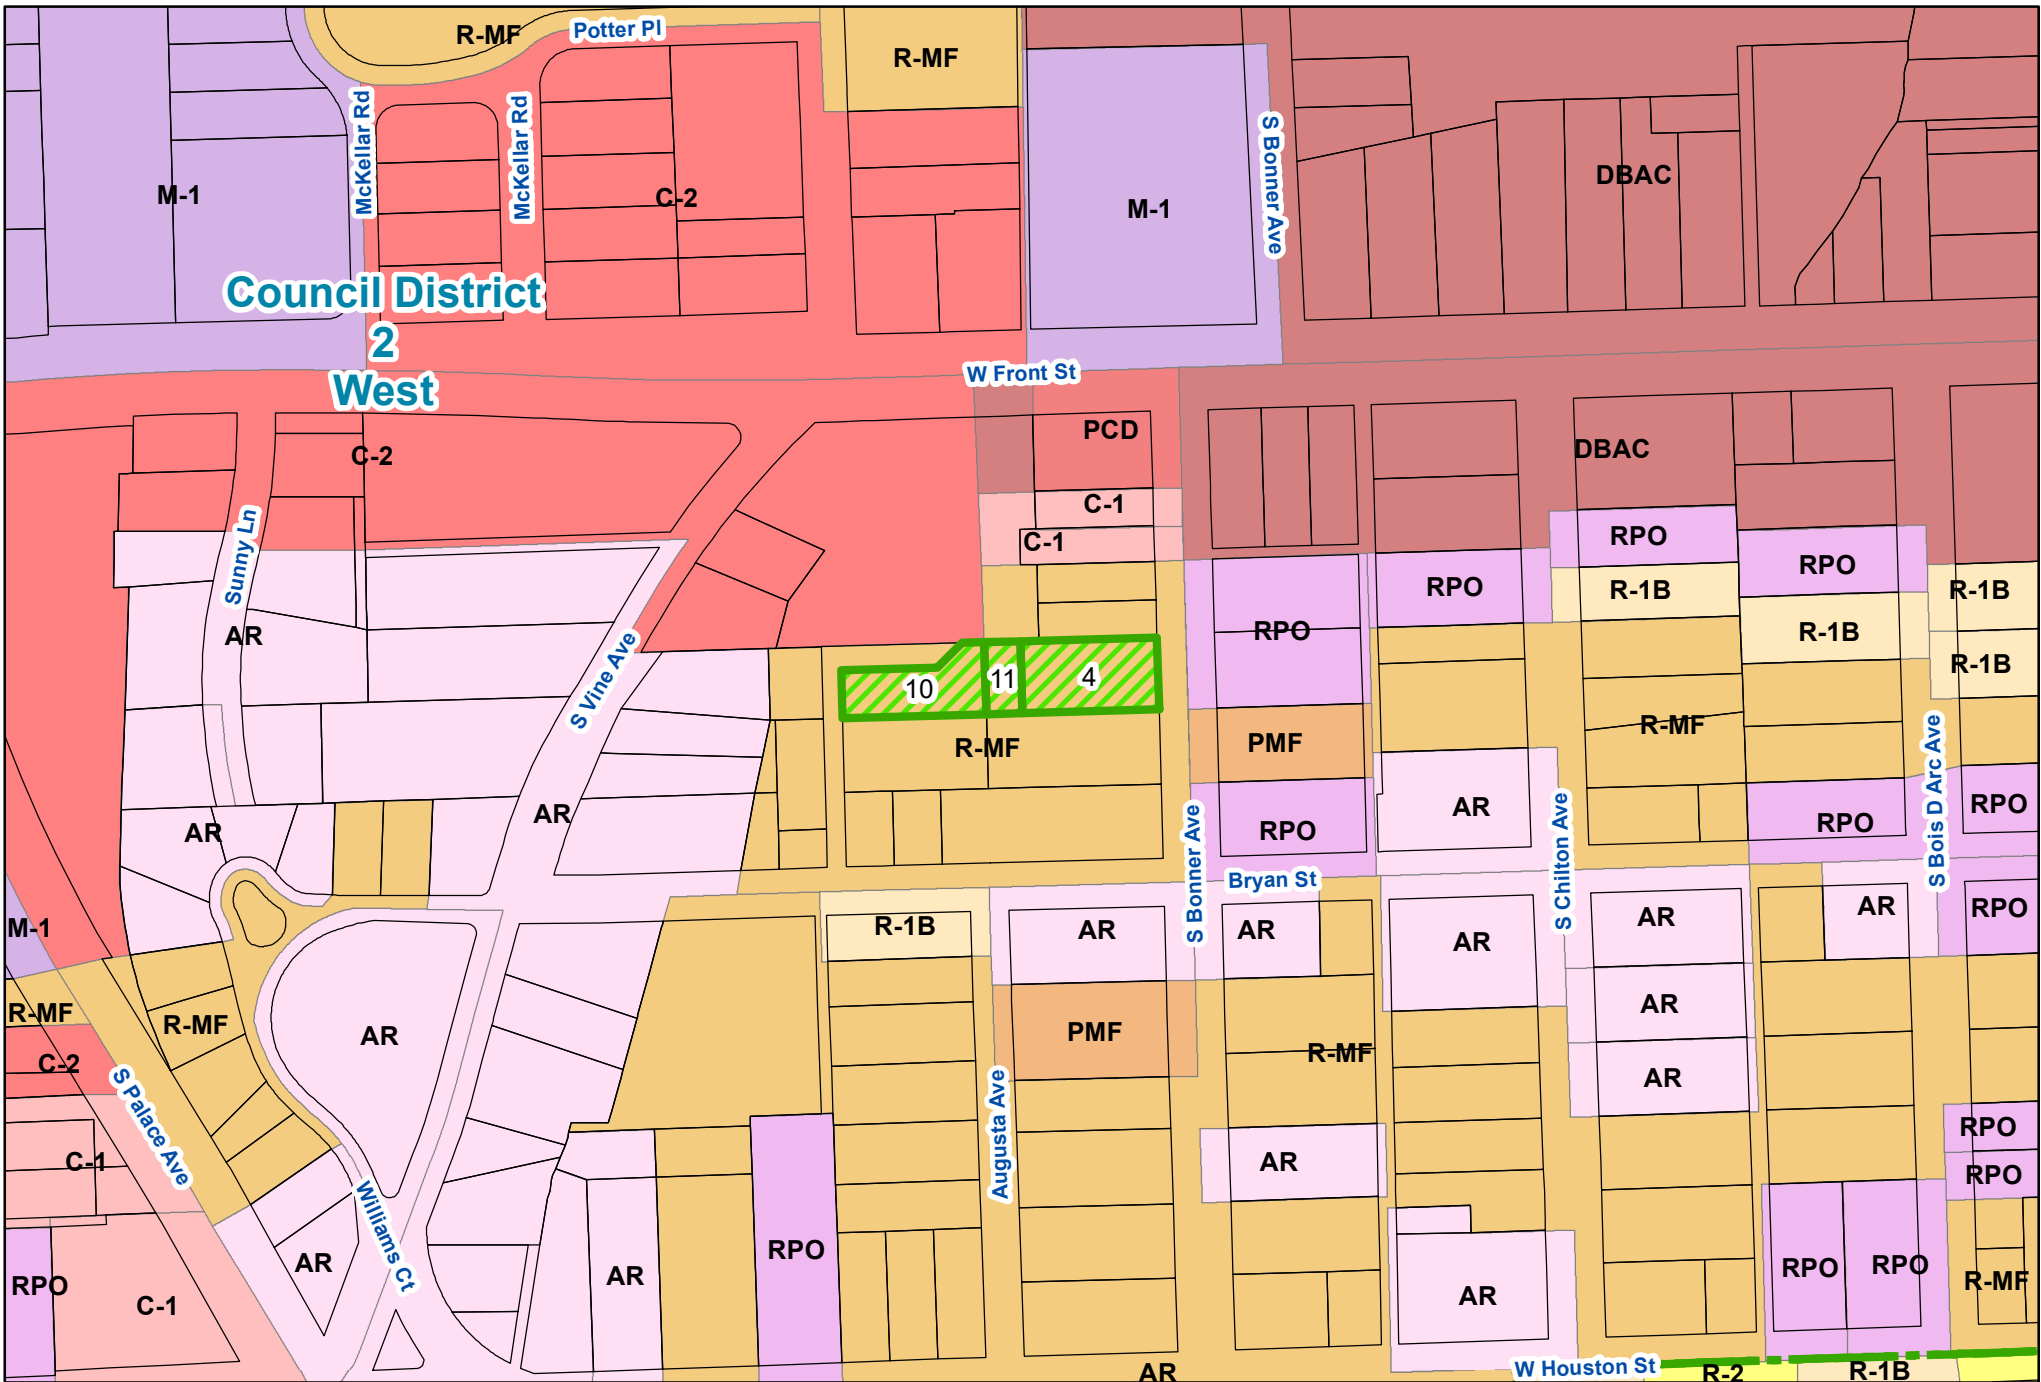 R-MF
Potter Pl
R-MF
McKellar Rd
McKellar Rd
S Bonner Ave
M-1
C-2
M-1
DBAC
Council District
2
West
W Front St
PCD
C-2
DBAC
C-1
C-1
Sunny Ln
RPO
RPO
RPO
R-1B
R-1B
RPO
R-1B
AR
R-1B
S Vine Ave
10
11
4
R-MF
PMF
R-MF
S Bois D Arc Ave
AR
AR
RPO
AR
RPO
RPO
S Bonner Ave
S Chilton Ave
Bryan St
M-1
R-1B
AR
AR
AR
AR
AR
RPO
R-MF
R-MF
AR
PMF
AR
R-MF
C-2
AR
S Palace Ave
Augusta Ave
RPO
C-1
AR
RPO
Williams Ct
RPO
C-1
AR
AR
RPO
AR
RPO
RPO
R-MF
W Houston St
AR
R-2
R-1B